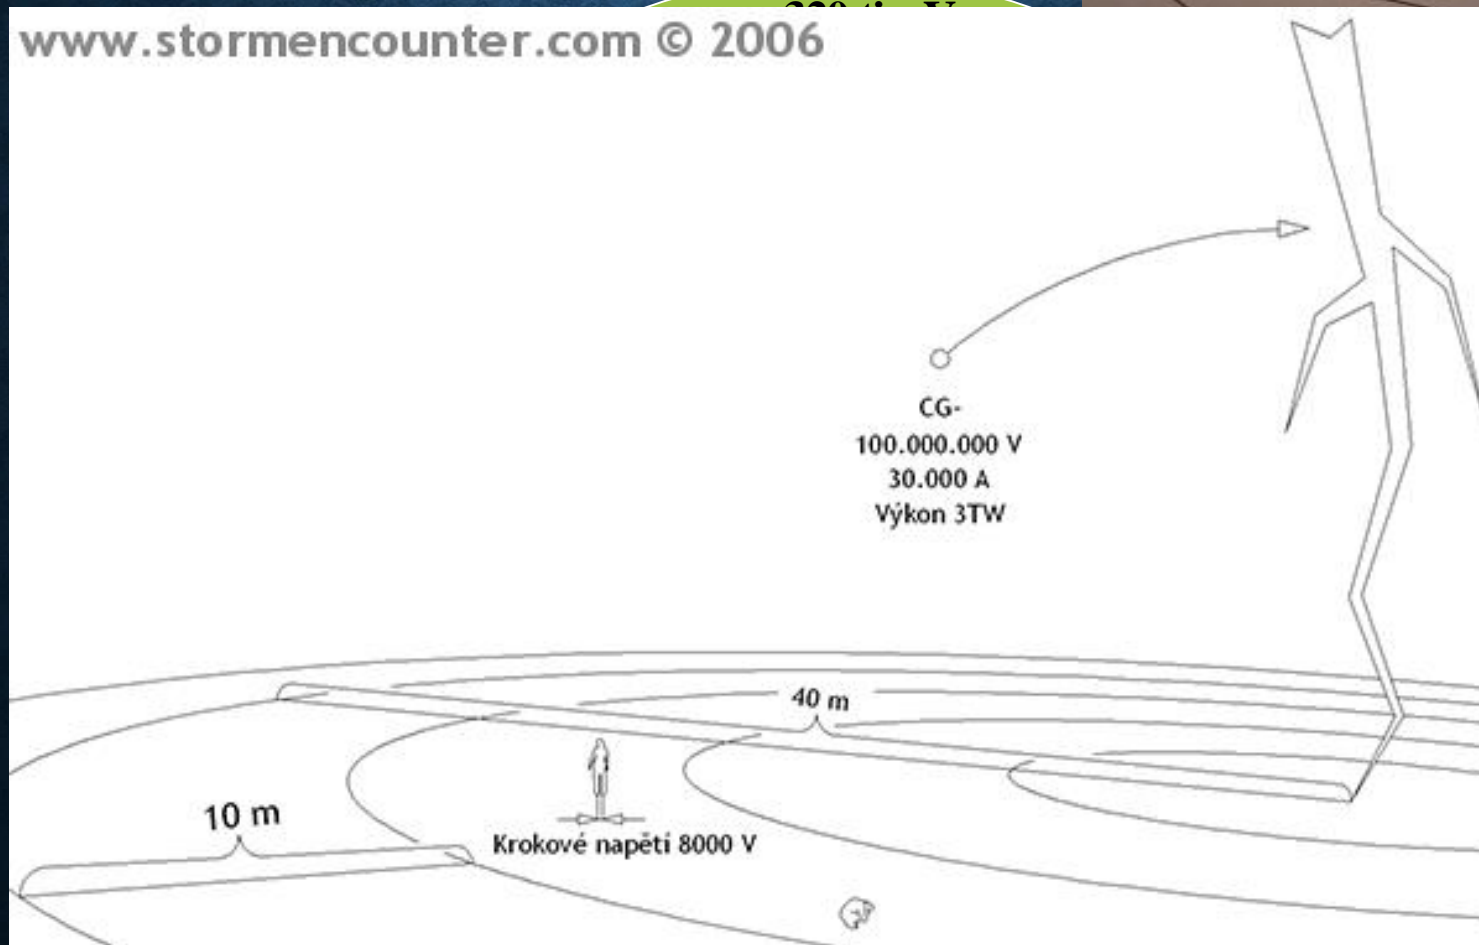 www.stormencounter.com © 2006
CG-
100.000.000 V
30.000 A
Výkon 3TW
40 m
10 m
Krokové napětí 8000 V